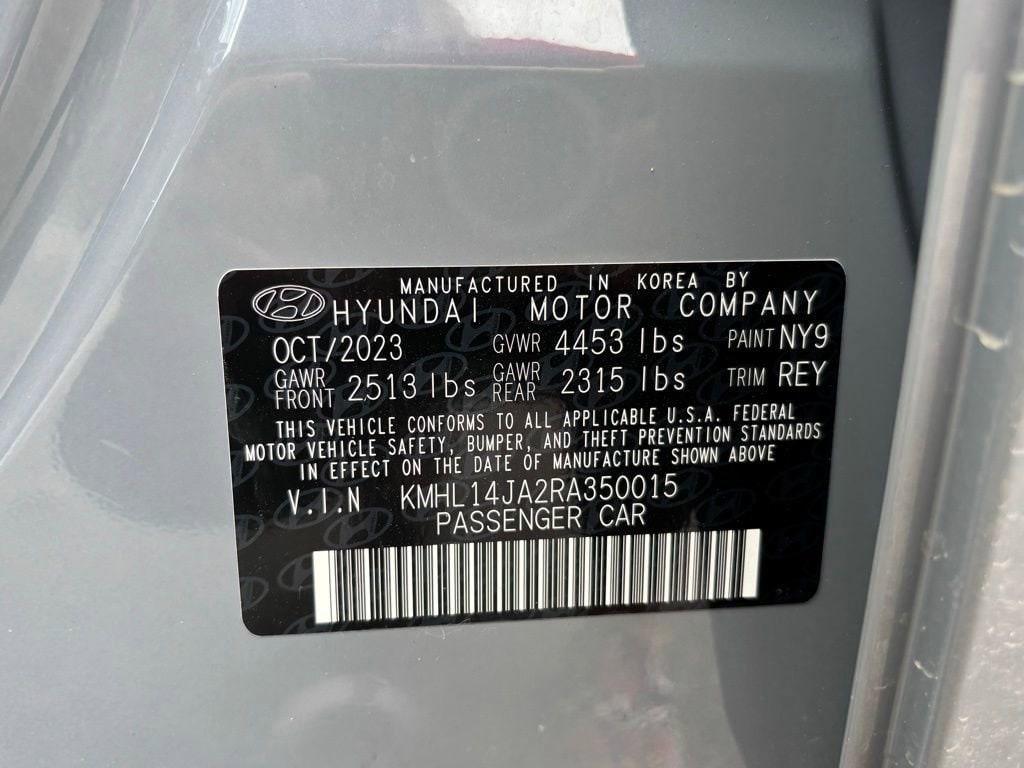 MANUFACTURED IN KOREA BY
HYUNDAI MOTOR COMPANY
OCT/2023 GVWR 4453 lbs PAINT NY9
GAWR FRONT 2513 lbs GAWR REAR 2315 lbs TRIM REY
THIS VEHICLE CONFORMS TO ALL APPLICABLE U.S.A. FEDERAL
MOTOR VEHICLE SAFETY, BUMPER, AND THEFT PREVENTION STANDARDS
IN EFFECT ON THE DATE OF MANUFACTURE SHOWN ABOVE
V.I.N KMHL14JA2RA350015
PASSENGER CAR